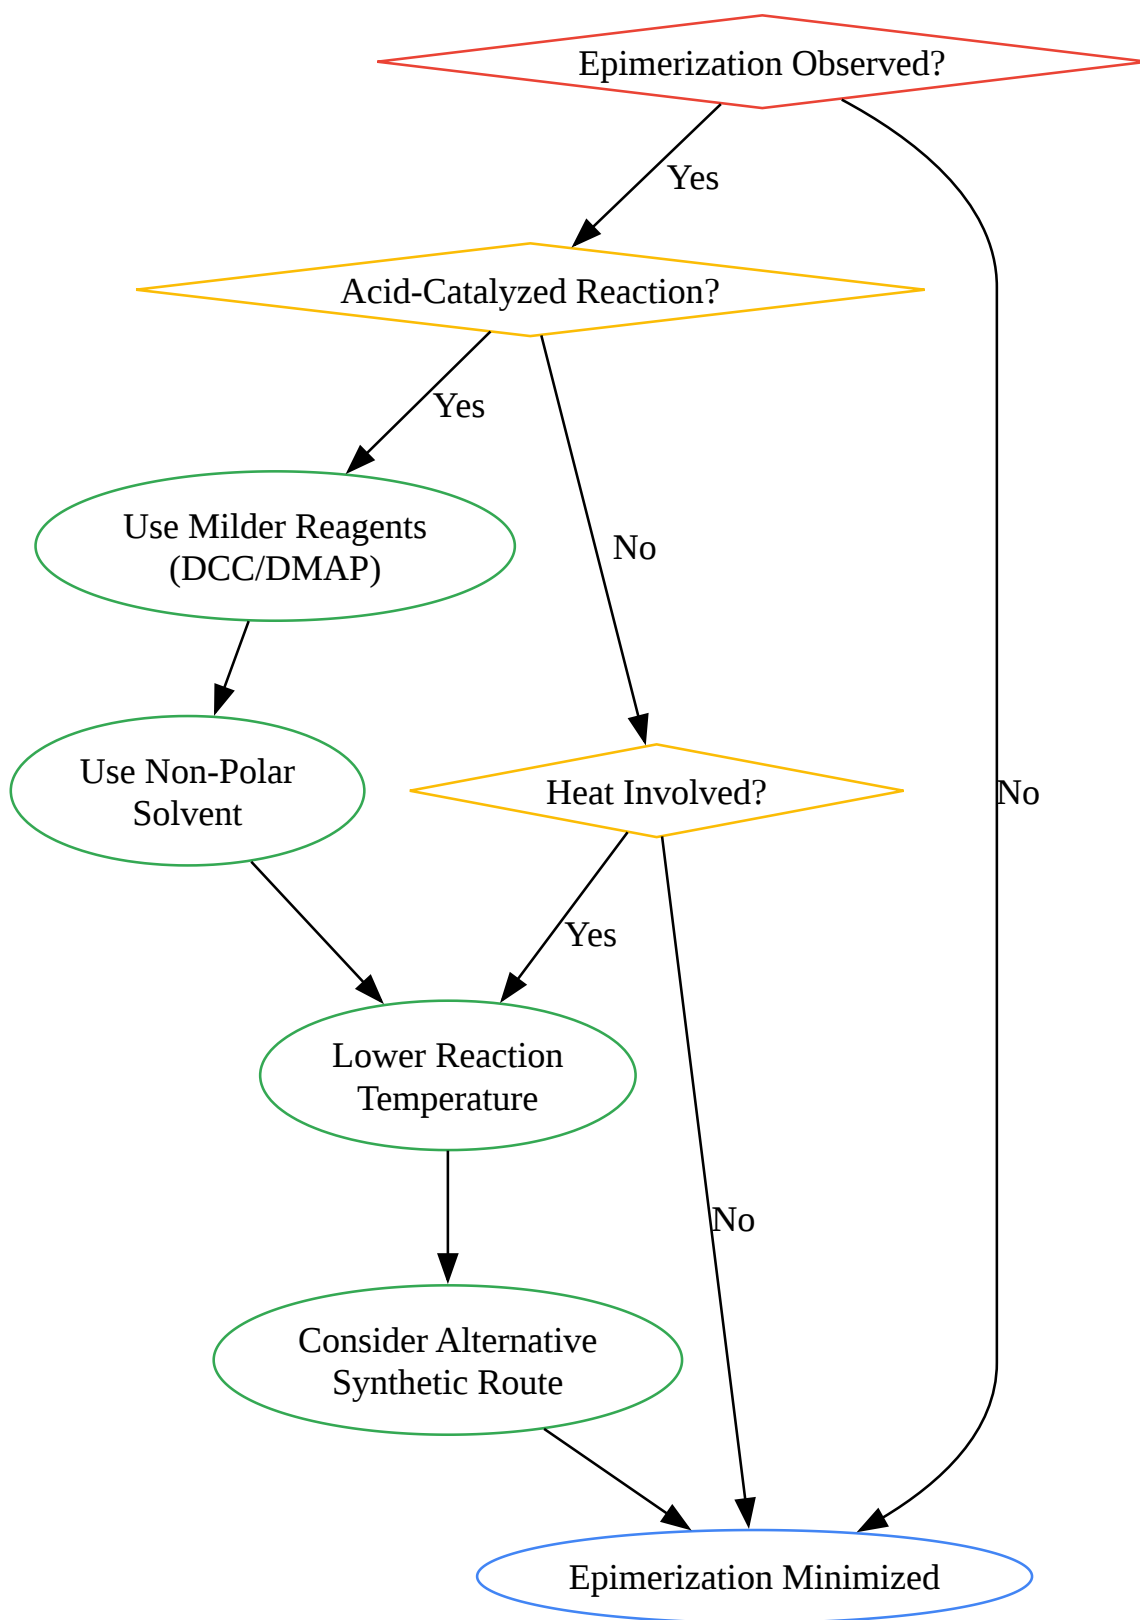 Epimerization Observed?
Yes
Acid-Catalyzed Reaction?
Yes
Use Milder Reagents
(DCC/DMAP)
No
Use Non-Polar
Solvent
Heat Involved?
No
Yes
Lower Reaction
Temperature
No
Consider Alternative
Synthetic Route
Epimerization Minimized